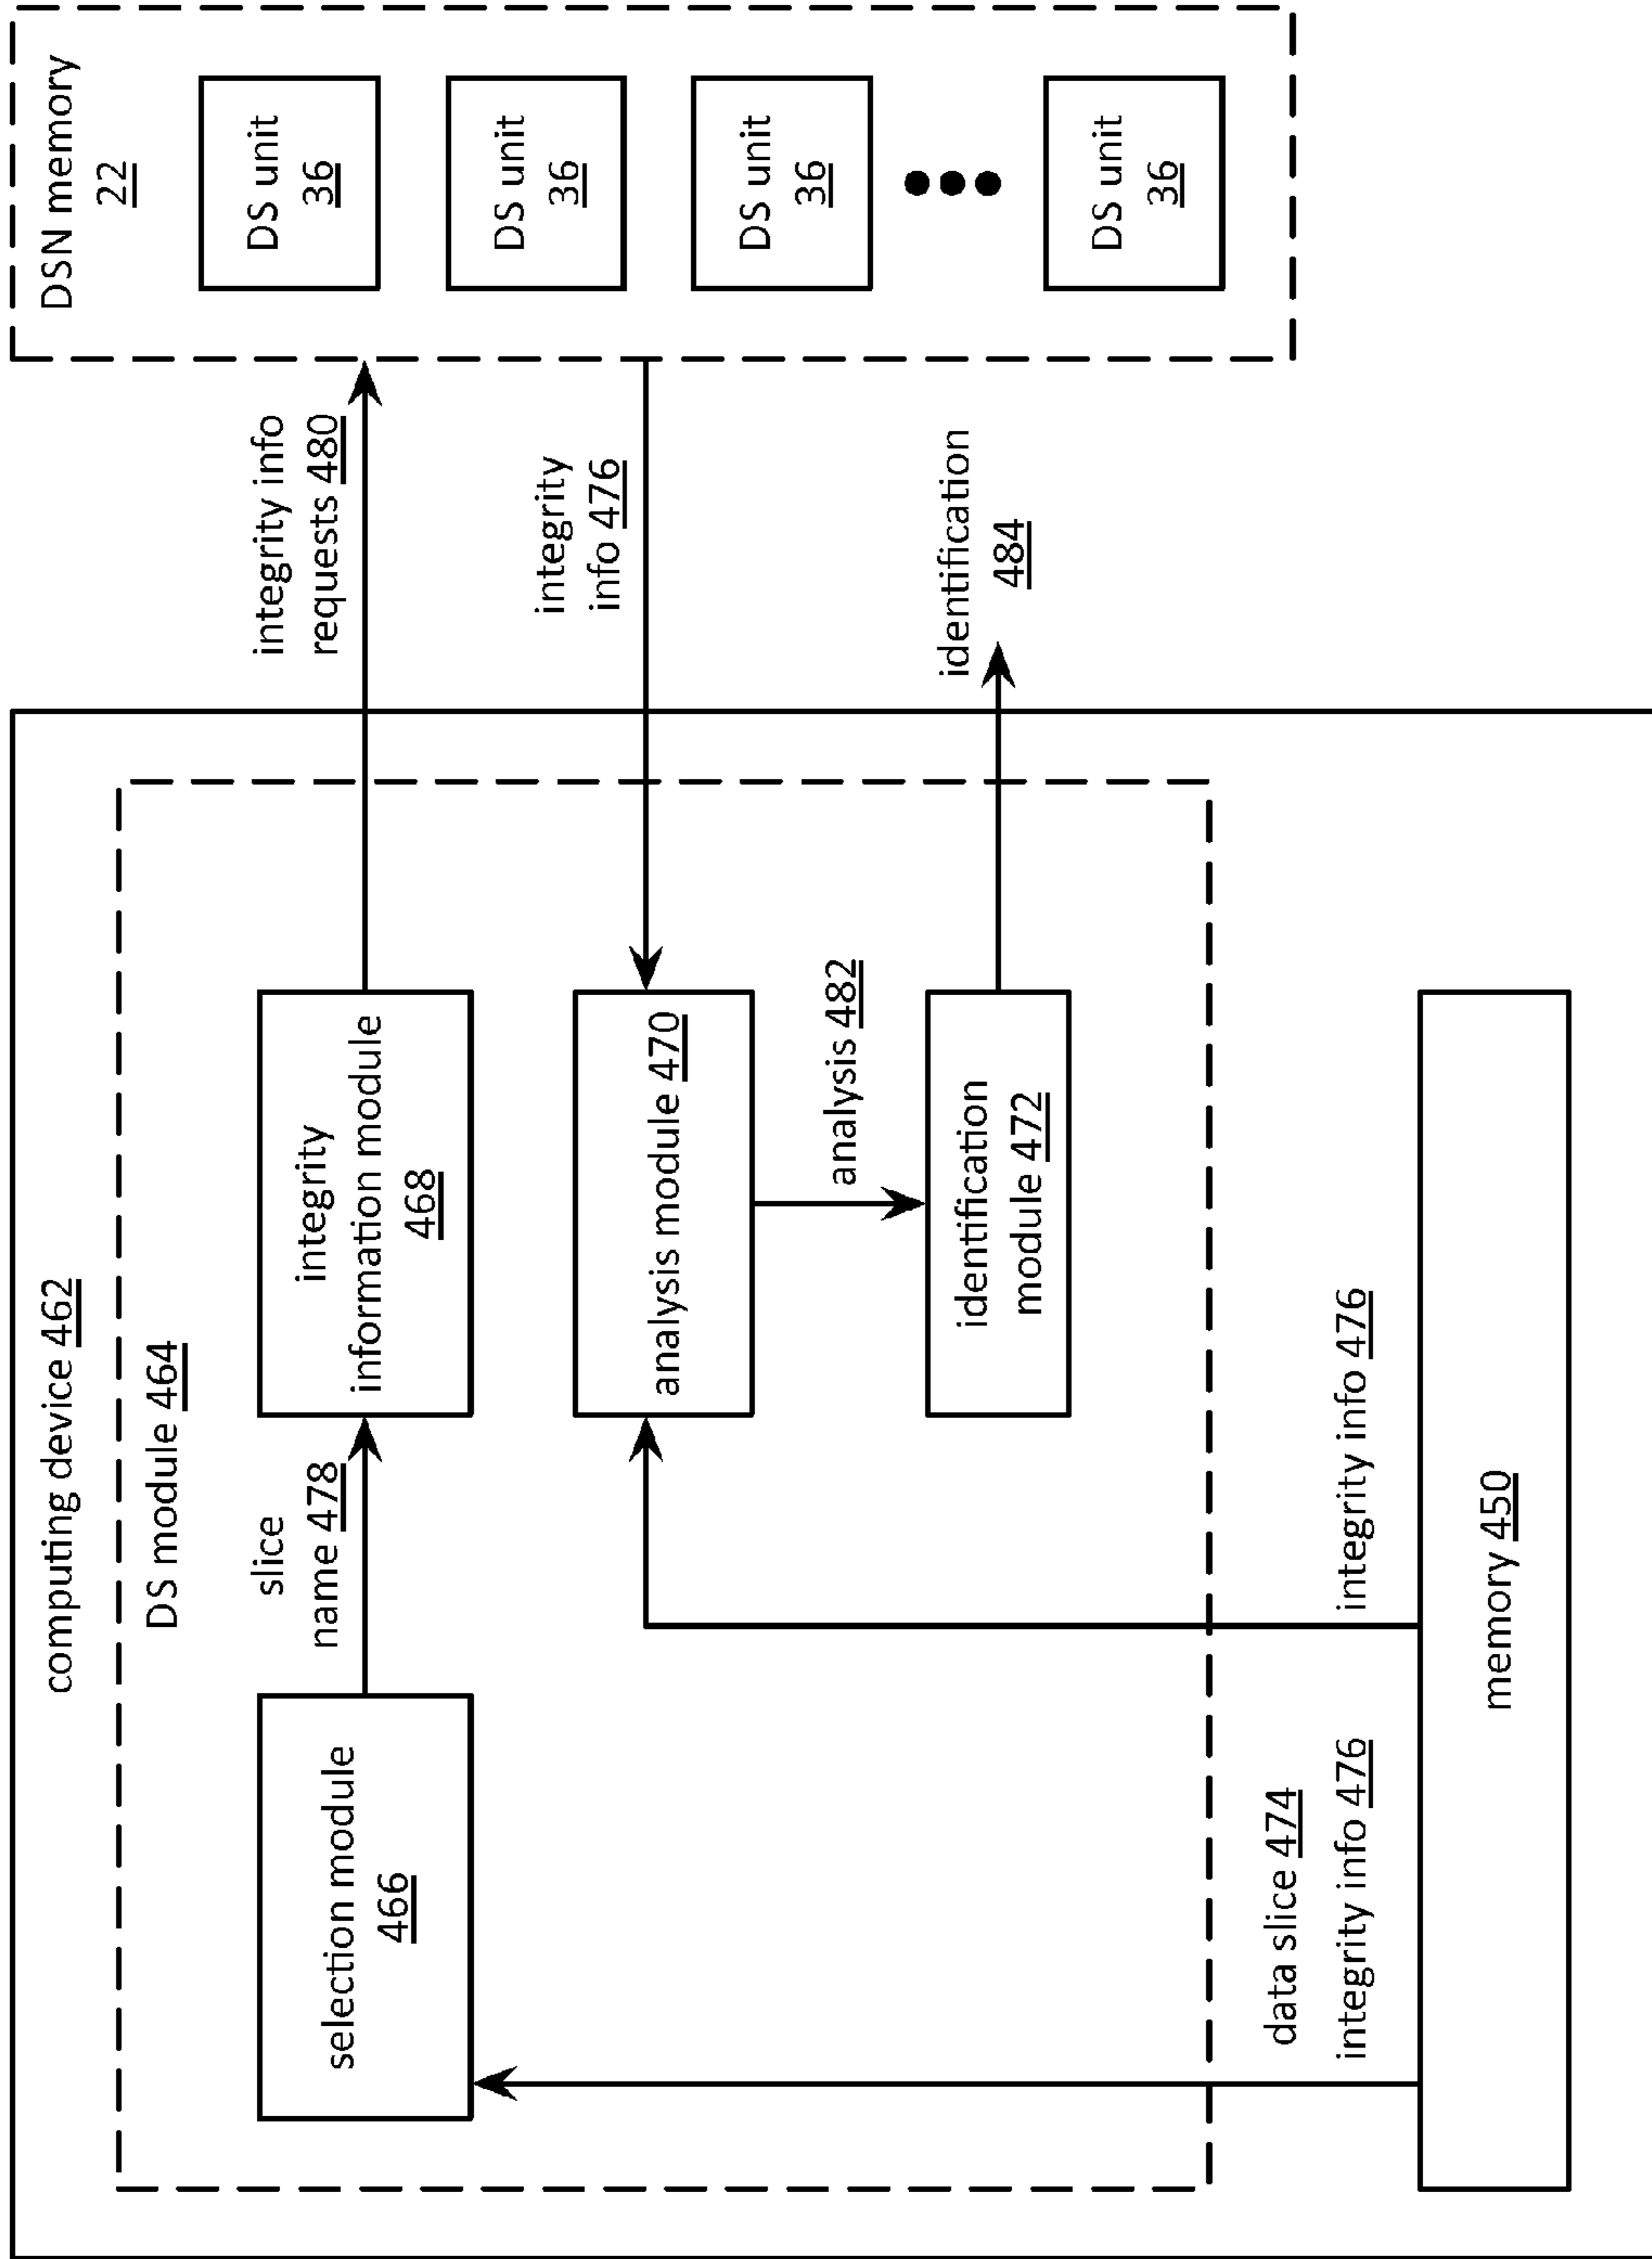 computing device 462
DS module 464
selection module
466
slice
name 478
integrity
information module
468
integrity info
requests 480
analysis module 470
integrity
info 476
analysis 482
identification
module 472
identification
484
data slice 474
integrity info 476
integrity info 476
memory 450
DSN memory
22
DS unit
36
DS unit
36
DS unit
36
DS unit
36